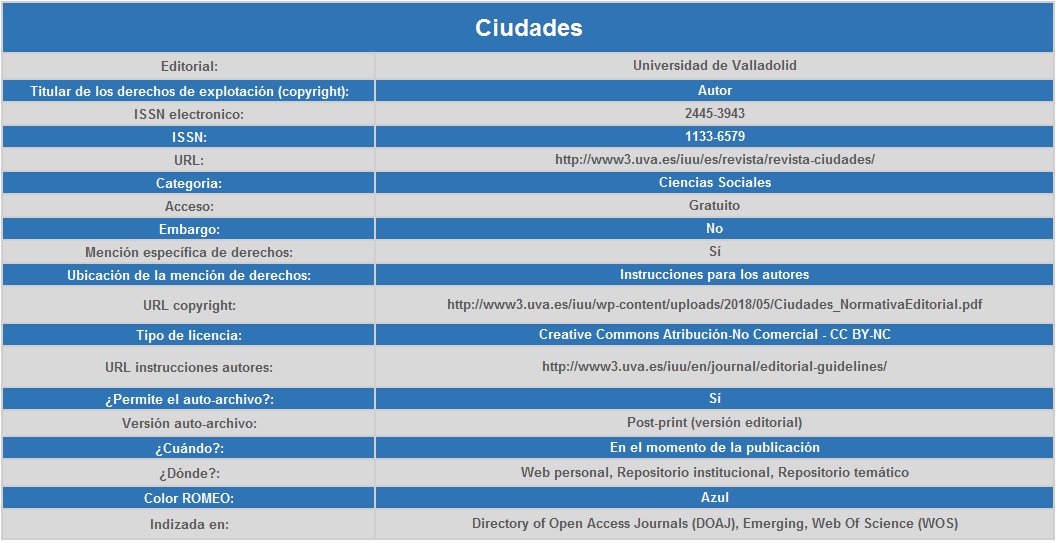 Ciudades
Editorial: Universidad de Valladolid
Titular de los derechos de explotación (copyright): Autor
ISSN electronico: 2445-3943
ISSN: 1133-6579
URL: http://www3.uva.es/iuu/es/revista/revista-ciudades/
Categoria: Ciencias Sociales
Acceso: Gratuito
Embargo: No
Mención específica de derechos: Sí
Ubicación de la mención de derechos: Instrucciones para los autores
URL copyright: http://www3.uva.es/iuu/wp-content/uploads/2018/05/Ciudades_NormativaEditorial.pdf
Tipo de licencia: Creative Commons Atribución-No Comercial - CC BY-NC
URL instrucciones autores: http://www3.uva.es/iuu/en/journal/editorial-guidelines/
¿Permite el auto-archivo?: Sí
Versión auto-archivo: Post-print (versión editorial)
¿Cuándo?: En el momento de la publicación
¿Dónde?: Web personal, Repositorio institucional, Repositorio temático
Color ROMEO: Azul
Indizada en: Directory of Open Access Journals (DOAJ), Emerging, Web Of Science (WOS)